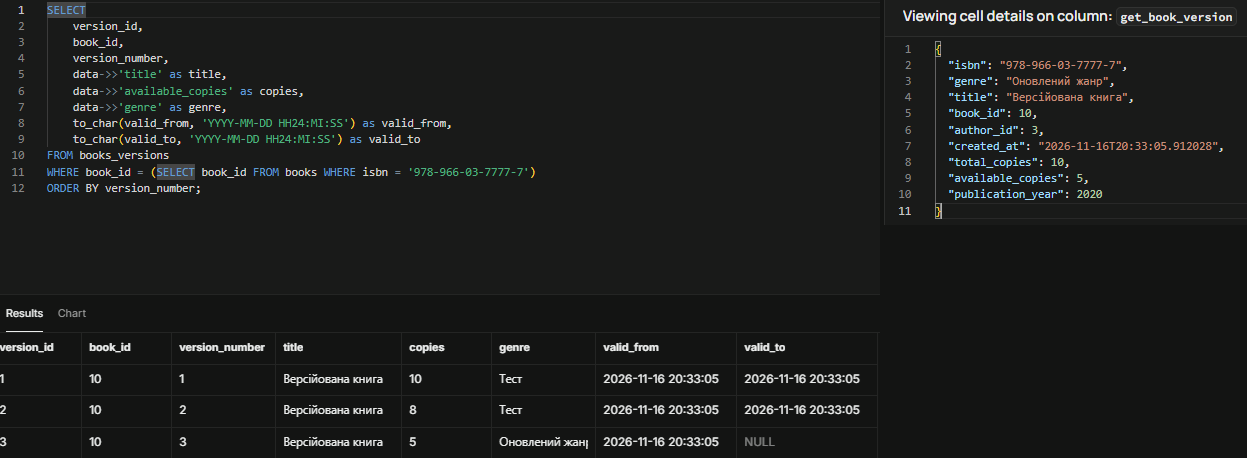 1 SELECT
2 version_id,
3 book_id,
4 version_number,
5 data->>'title' as title,
6 data->>'available_copies' as copies,
7 data->>'genre' as genre,
8 to_char(valid_from, 'YYYY-MM-DD HH24:MI:SS') as valid_from,
9 to_char(valid_to, 'YYYY-MM-DD HH24:MI:SS') as valid_to
10 FROM books_versions
11 WHERE book_id = (SELECT book_id FROM books WHERE isbn = '978-966-03-7777-7')
12 ORDER BY version_number;
Viewing cell details on column: get_book_version
1 {
2 "isbn": "978-966-03-7777-7",
3 "genre": "Оновлений жанр",
4 "title": "Версійована книга",
5 "book_id": 10,
6 "author_id": 3,
7 "created_at": "2026-11-16T20:33:05.912028",
8 "total_copies": 10,
9 "available_copies": 5,
10 "publication_year": 2020
11 }
Results Chart
version_id book_id version_number title copies genre valid_from valid_to
1 10 1 Версійована книга 10 Тест 2026-11-16 20:33:05 2026-11-16 20:33:05
2 10 2 Версійована книга 8 Тест 2026-11-16 20:33:05 2026-11-16 20:33:05
3 10 3 Версійована книга 5 Оновлений жанр 2026-11-16 20:33:05 NULL